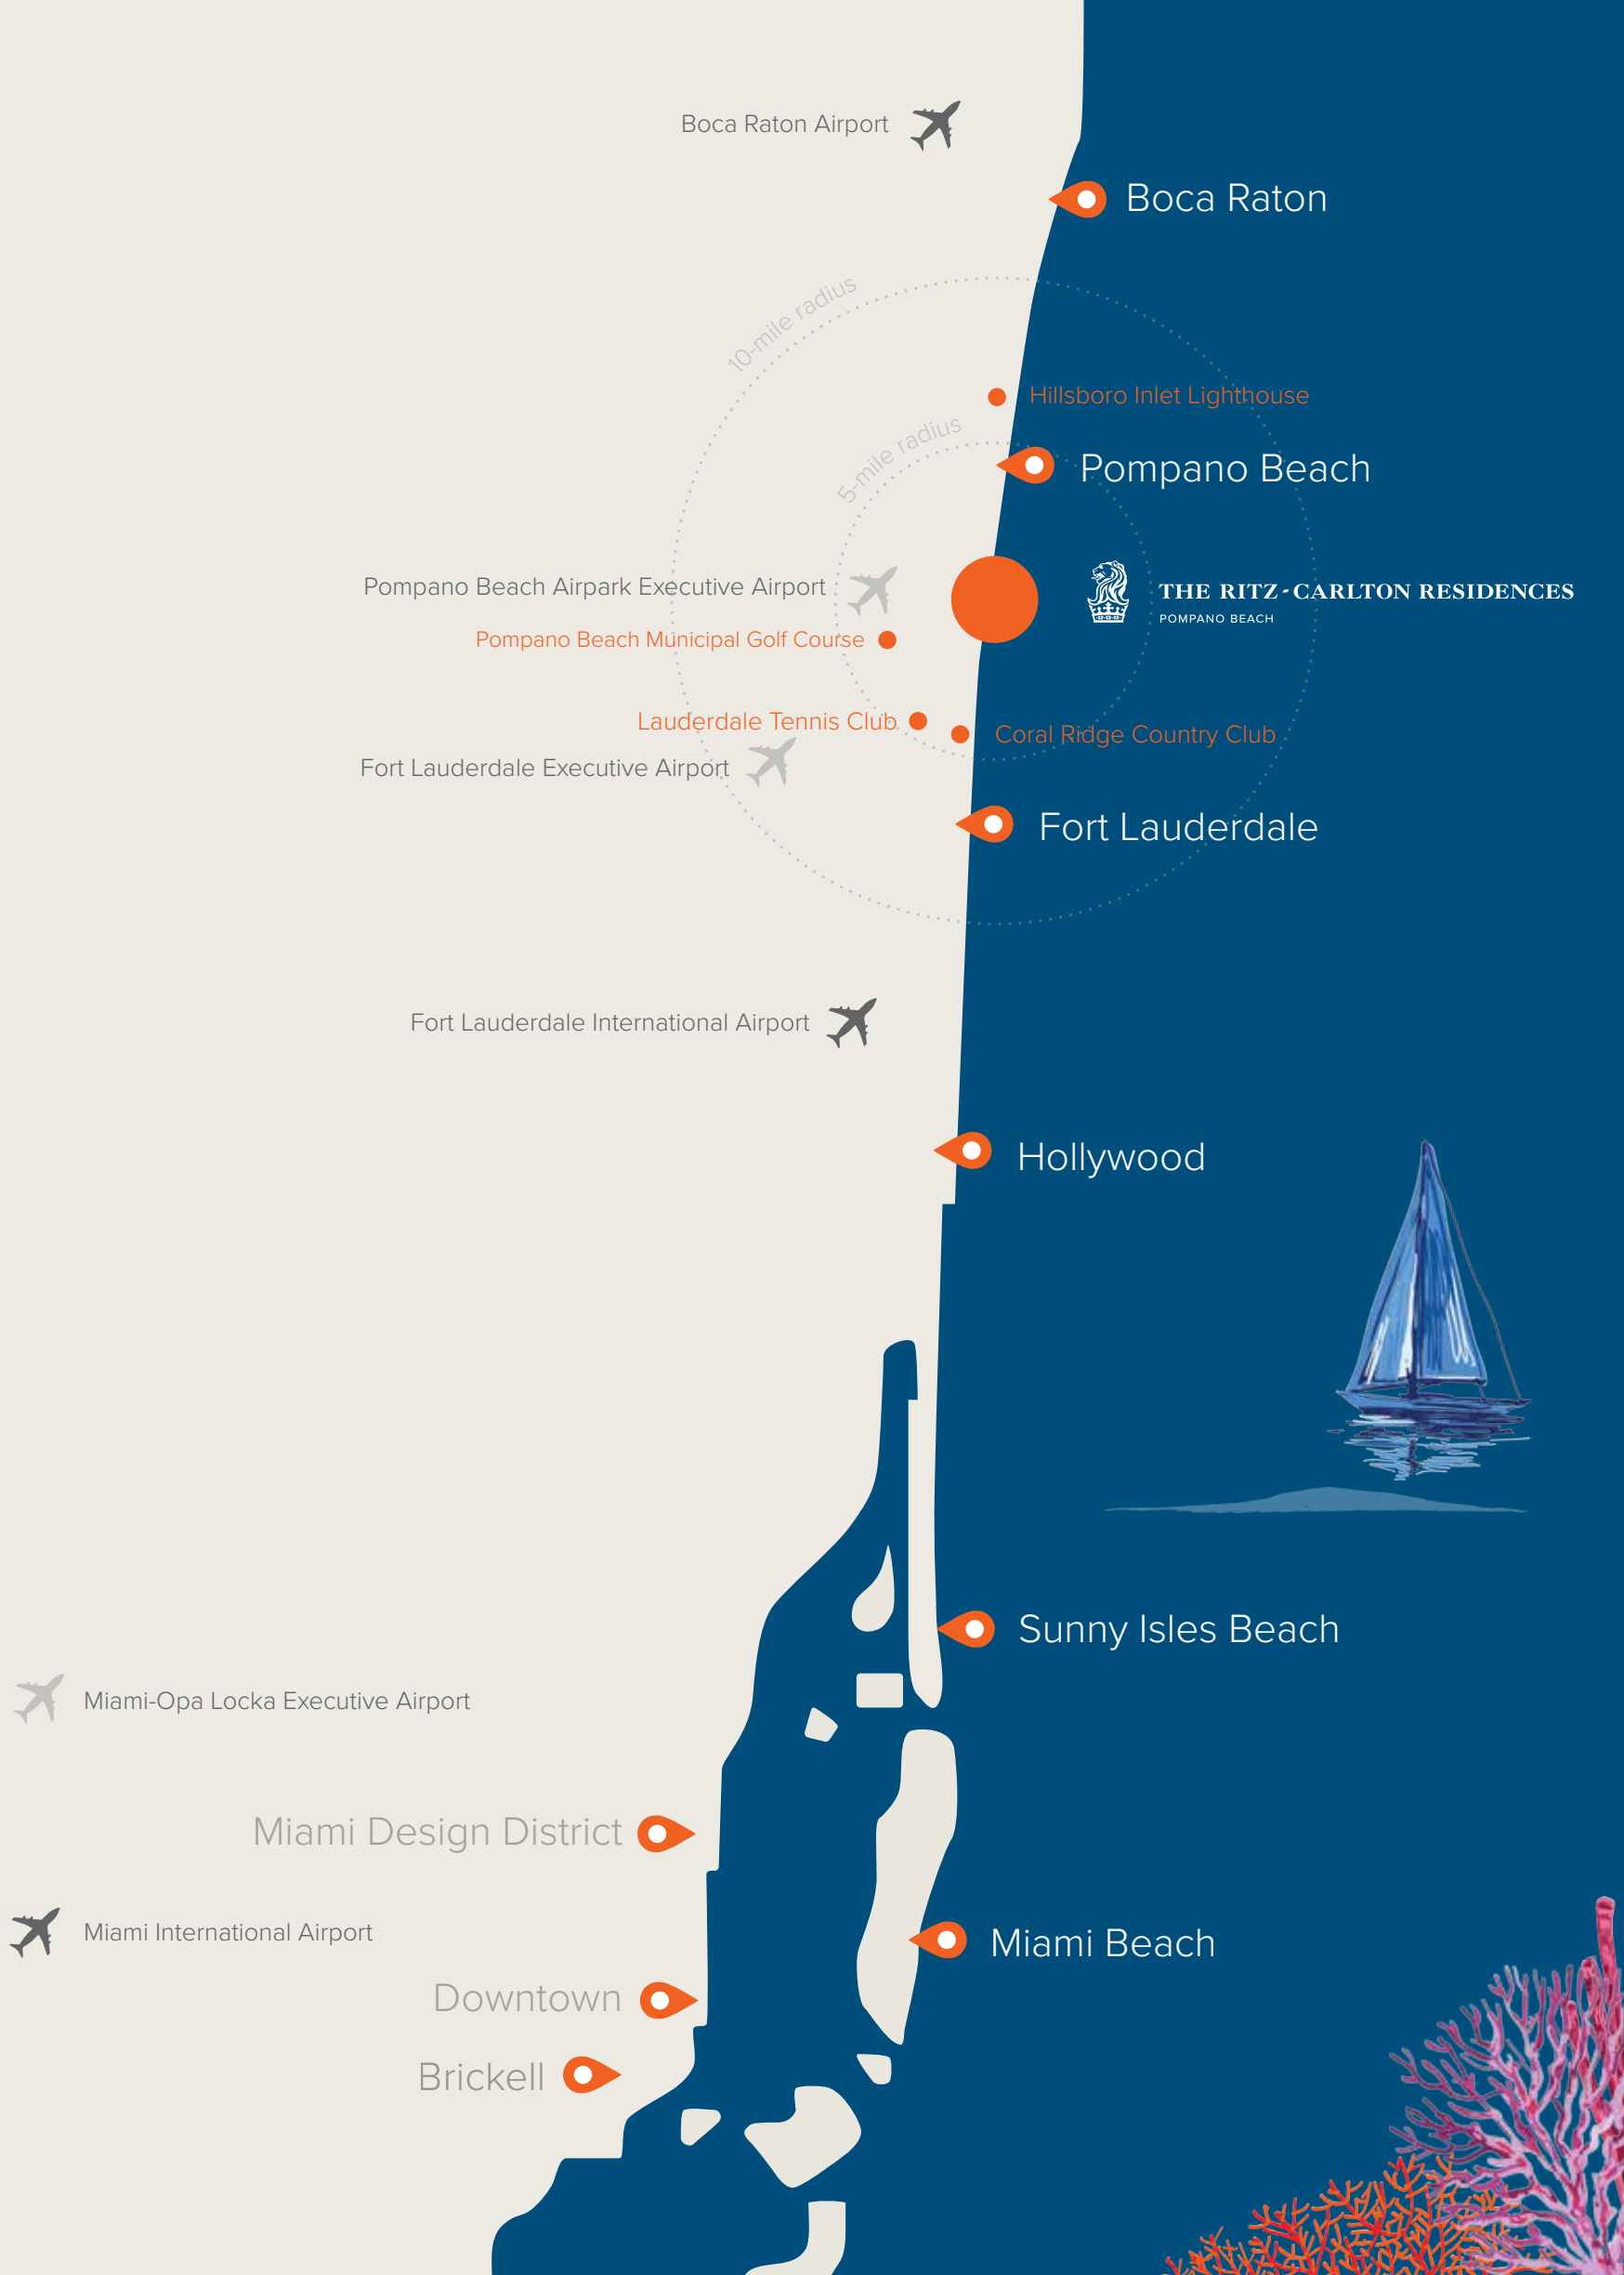 Boca Raton Airport
Boca Raton
10-mile radius
Hillsboro Inlet Lighthouse
5-mile radius
Pompano Beach
Pompano Beach Airpark Executive Airport
THE RITZ-CARLTON RESIDENCES
POMPANO BEACH
Pompano Beach Municipal Golf Course
Lauderdale Tennis Club
Coral Ridge Country Club
Fort Lauderdale Executive Airport
Fort Lauderdale
Fort Lauderdale International Airport
Hollywood
Sunny Isles Beach
Miami-Opa Locka Executive Airport
Miami Design District
Miami International Airport
Miami Beach
Downtown
Brickell